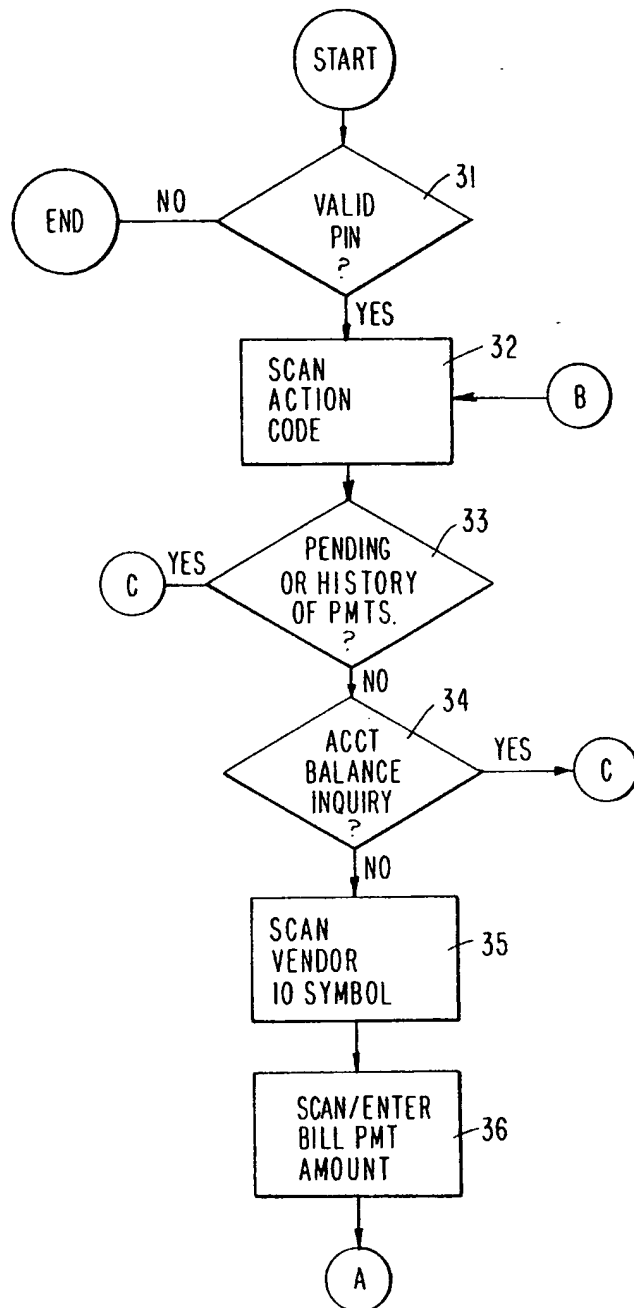 START
31
VALID
PIN
?
NO
END
YES
32
SCAN
ACTION
CODE
B
33
PENDING
OR HISTORY
OF PMTS.
?
YES
C
NO
34
ACCT
BALANCE
INQUIRY
?
YES
C
NO
SCAN
VENDOR
IO SYMBOL
35
SCAN/ENTER
BILL PMT
AMOUNT
36
A